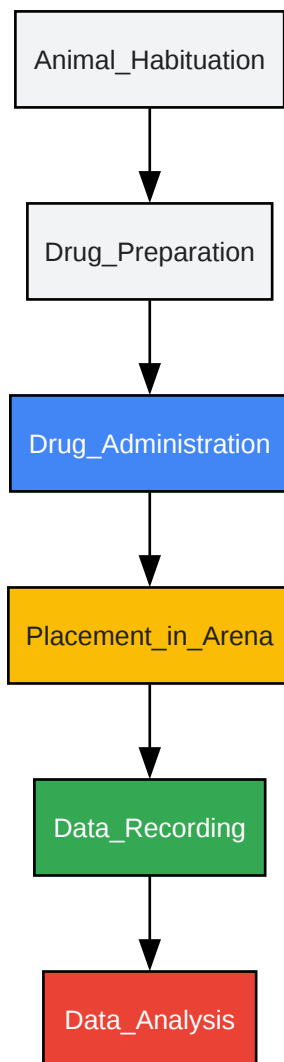 Animal_Habituation
Drug_Preparation
Drug_Administration
Placement_in_Arena
Data_Recording
Data_Analysis